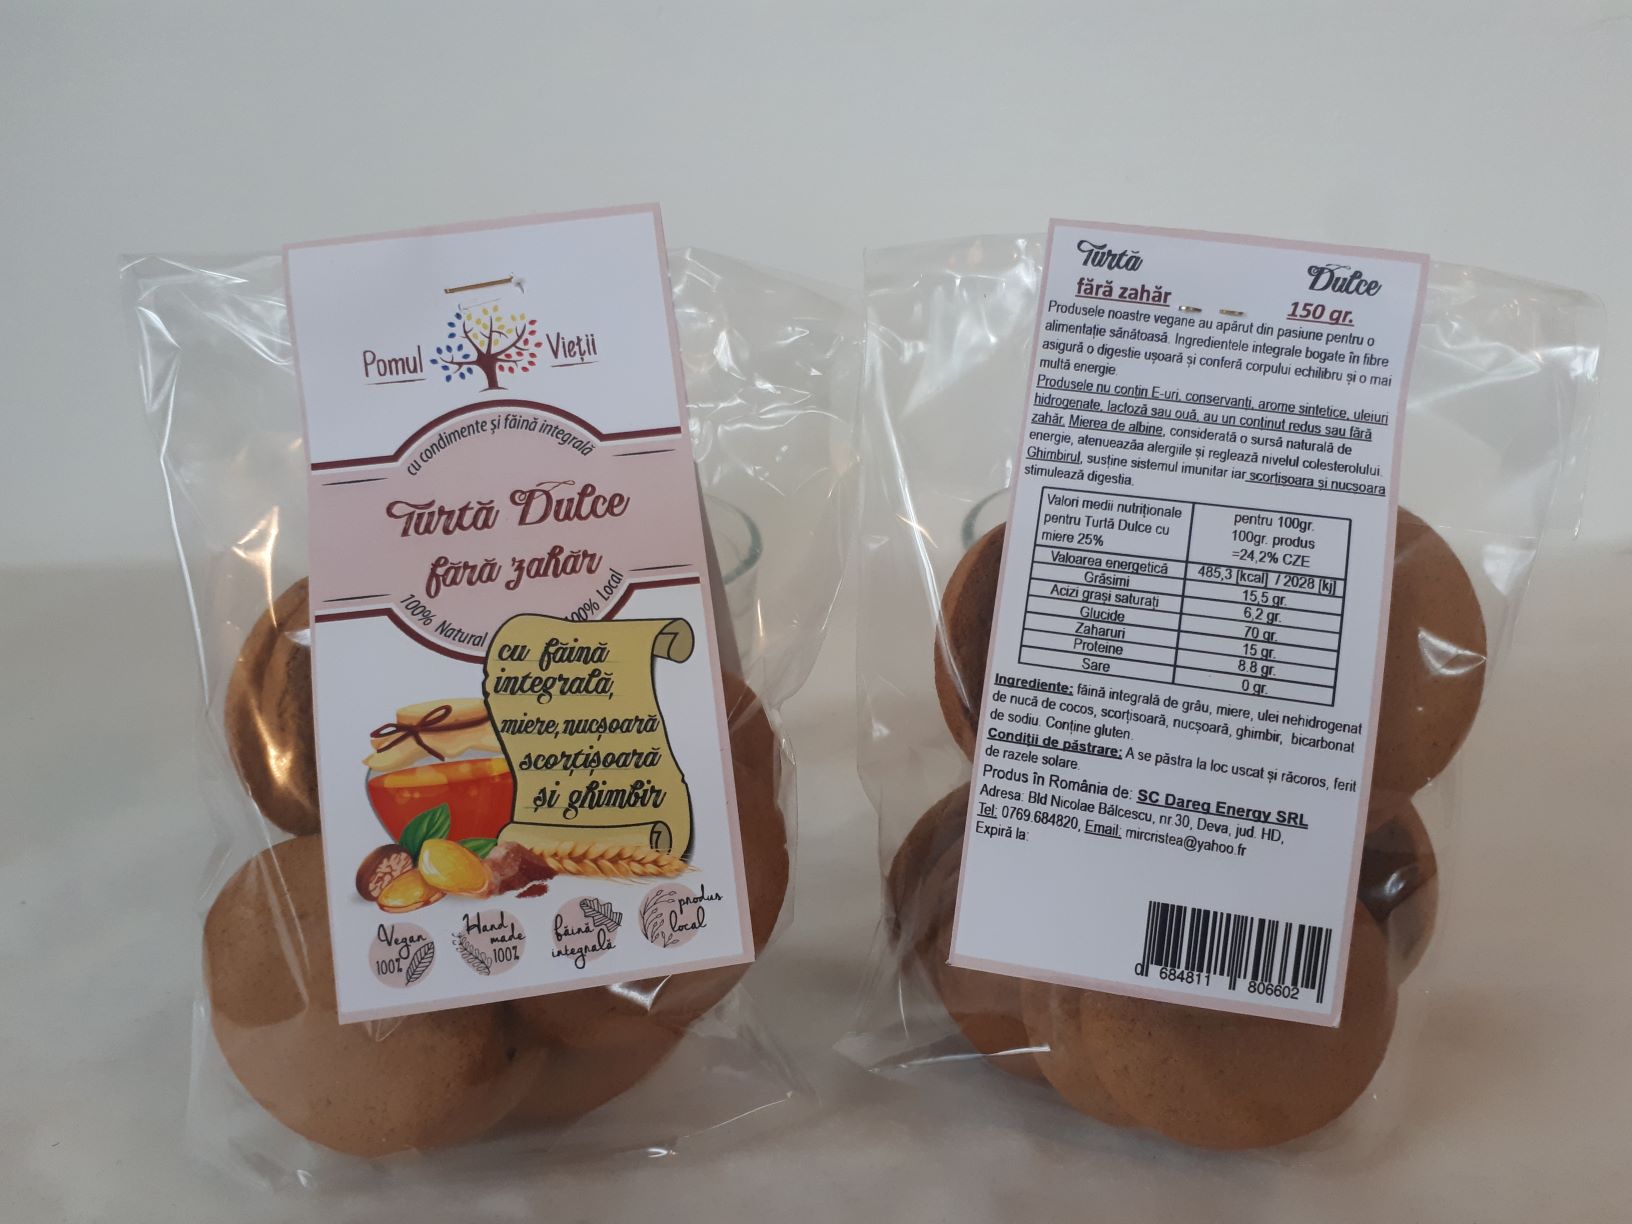 Pomul Vieții
cu condimente și făină integrală
Turtă Dulce
fără zahăr
100% Natural 100% Local
cu făină
integrală,
miere, nucșoară
scorțișoară
și ghimbir
Vegan
100%
Hand
made
100%
făină
integrală
produs
local
Turtă Dulce
fără zahăr 150 gr.
Produsele noastre vegane au apărut din pasiune pentru o
alimentație sănătoasă. Ingredientele integrale bogate în fibre
asigură o digestie ușoară și conferă corpului echilibru și o mai
multă energie.
Produsele nu conțin E-uri, conservanți, arome sintetice, uleiuri
hidrogenate, lactoză sau ouă, au un conținut redus sau fără
zahăr. Mierea de albine, considerată o sursă naturală de
energie, atenuează alergiile și reglează nivelul colesterolului.
Ghimbirul, susține sistemul imunitar iar scorțișoara și nucșoara
stimulează digestia.
Valori medii nutriționale
pentru Turtă Dulce cu
miere 25%
pentru 100gr.
100gr. produs
=24,2% CZE
Valoarea energetică 485,3 [kcal] / 2028 [kj]
Grăsimi 15,5 gr.
Acizi grași saturați 6,2 gr.
Glucide 70 gr.
Zaharuri 15 gr.
Proteine 8.8 gr.
Sare 0 gr.
Ingrediente: făină integrală de grâu, miere, ulei nehidrogenat
de nucă de cocos, scorțișoară, nucșoară, ghimbir, bicarbonat
de sodiu. Conține gluten.
Condiții de păstrare: A se păstra la loc uscat și răcoros, ferit
de razele solare.
Produs în România de: SC Dareg Energy SRL
Adresa: Bld Nicolae Bălcescu, nr.30, Deva, jud. HD,
Tel: 0769.684820, Email: mircristea@yahoo.fr
Expiră la:
0 684811 806602